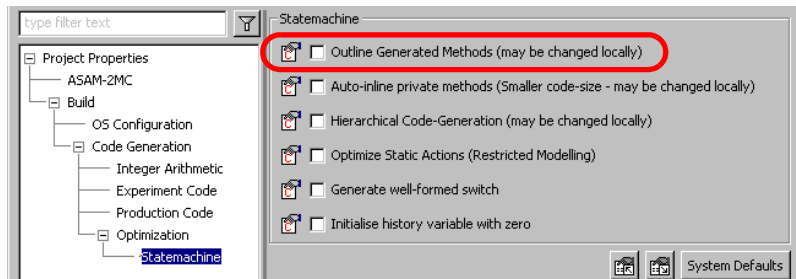 type filter text
Project Properties
ASAM-2MC
Build
OS Configuration
Code Generation
Integer Arithmetic
Experiment Code
Production Code
Optimization
Statemachine
Statemachine
Outline Generated Methods (may be changed locally)
Auto-inline private methods (Smaller code-size - may be changed locally)
Hierarchical Code-Generation (may be changed locally)
Optimize Static Actions (Restricted Modelling)
Generate well-formed switch
Initialise history variable with zero
System Defaults